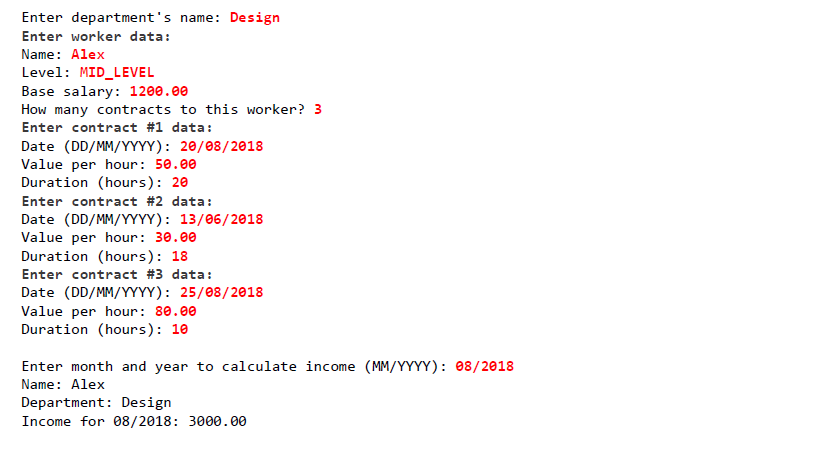 Enter department's name: Design
Enter worker data:
Name: Alex
Level: MID_LEVEL
Base salary: 1200.00
How many contracts to this worker? 3
Enter contract #1 data:
Date (DD/MM/YYYY): 20/08/2018
Value per hour: 50.00
Duration (hours): 20
Enter contract #2 data:
Date (DD/MM/YYYY): 13/06/2018
Value per hour: 30.00
Duration (hours): 18
Enter contract #3 data:
Date (DD/MM/YYYY): 25/08/2018
Value per hour: 80.00
Duration (hours): 10
Enter month and year to calculate income (MM/YYYY): 08/2018
Name: Alex
Department: Design
Income for 08/2018: 3000.00